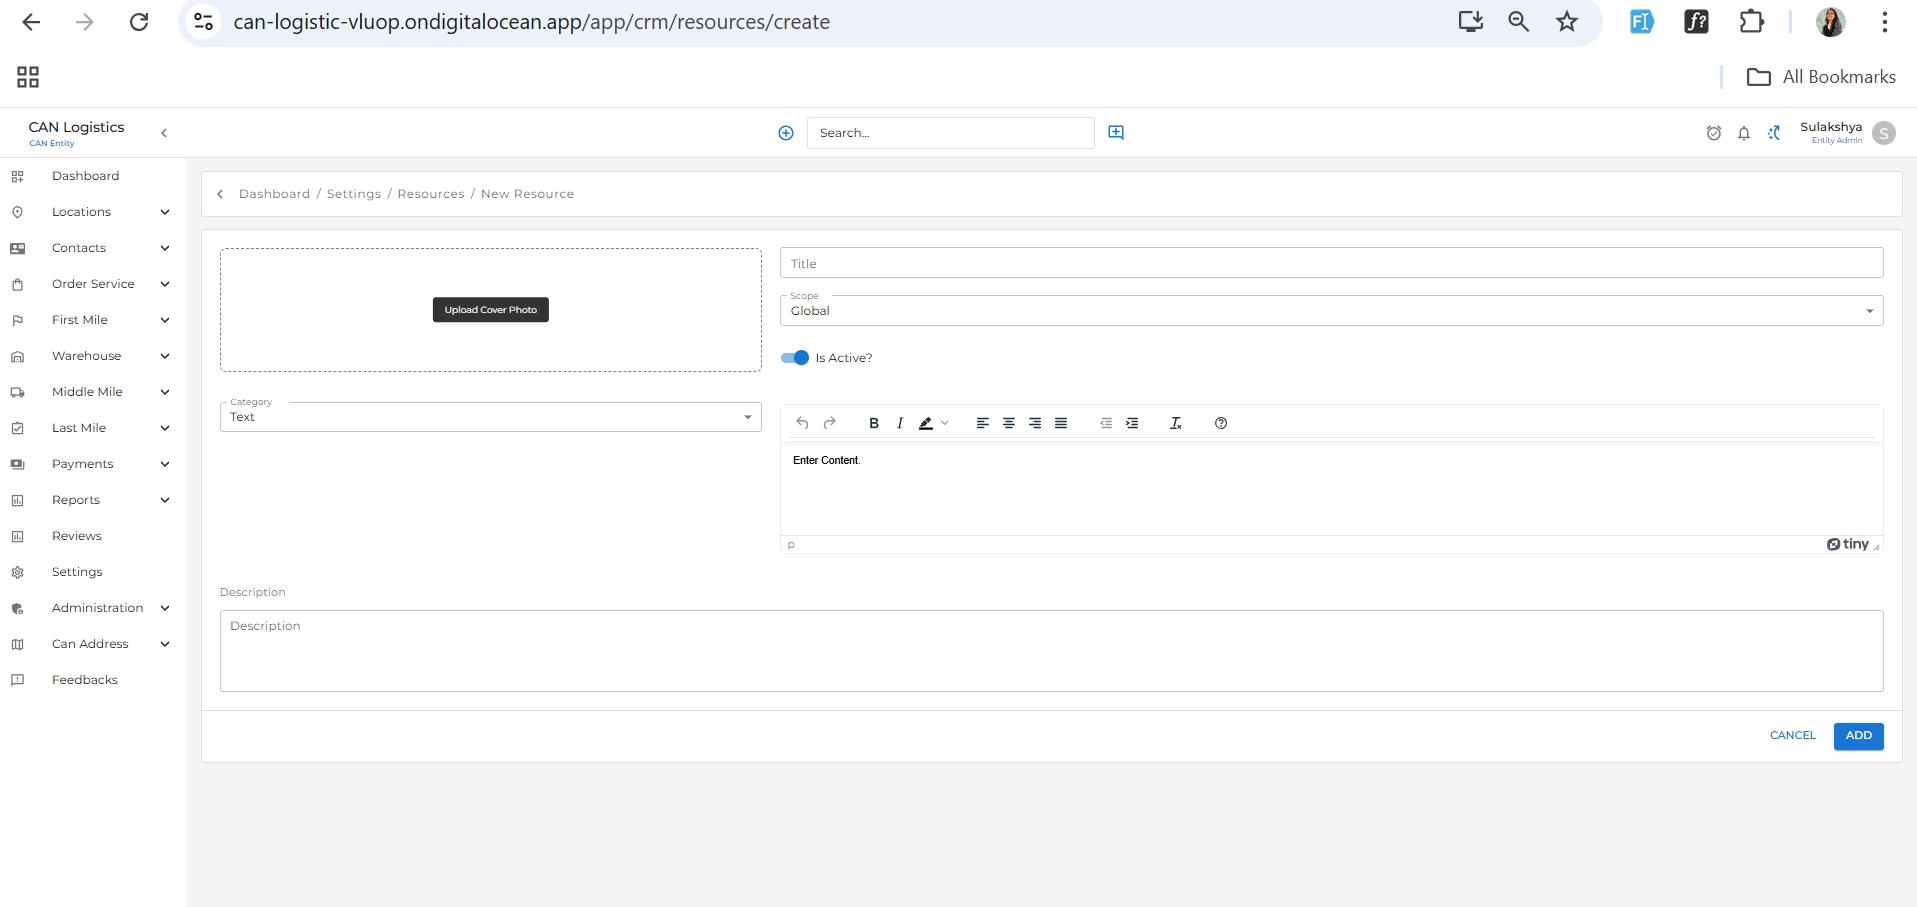 can-logistic-vluop.ondigitalocean.app/app/crm/resources/create
All Bookmarks
CAN Logistics
CAN Entity
Search...
Sulakshya
Entity Admin
S
Dashboard
Locations
Contacts
Order Service
First Mile
Warehouse
Middle Mile
Last Mile
Payments
Reports
Reviews
Settings
Administration
Can Address
Feedbacks
Dashboard / Settings / Resources / New Resource
Upload Cover Photo
Title
Scope
Global
Is Active?
Category
Text
B I
Enter Content.
p
tiny
Description
Description
CANCEL
ADD